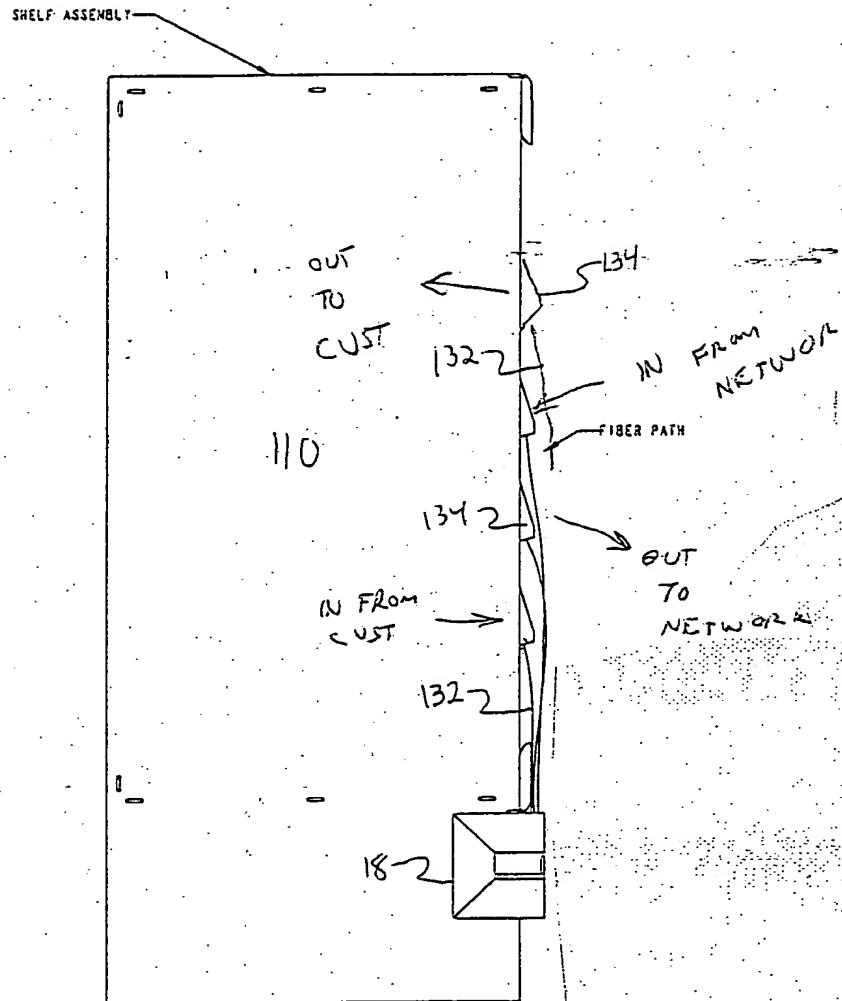 SHELF ASSEMBLY
OUT
TO
CUST
134
132
IN FROM
NETWOR
FIBER PATH
110
134
OUT
TO
NETWORK
IN FROM
CUST
132
18